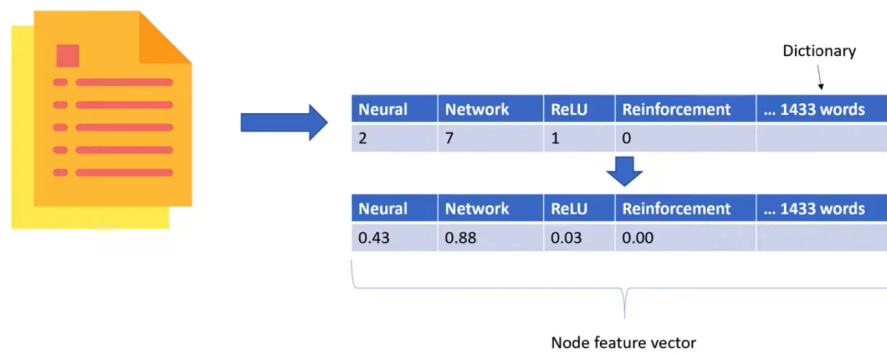 Dictionary
Neural Network ReLU Reinforcement ... 1433 words
2 7 1 0
Neural Network ReLU Reinforcement ... 1433 words
0.43 0.88 0.03 0.00
Node feature vector